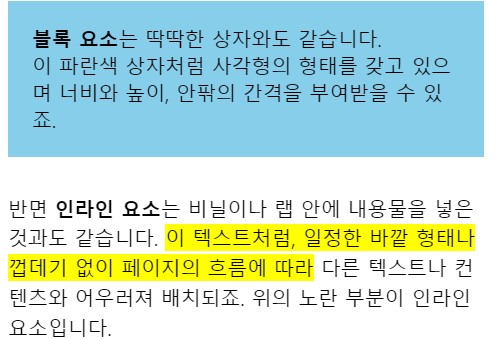 블록 요소는 딱딱한 상자와도 같습니다.
이 파란색 상자처럼 사각형의 형태를 갖고 있으
며 너비와 높이, 안팎의 간격을 부여받을 수 있
죠.
반면 인라인 요소는 비닐이나 랩 안에 내용물을 넣은
것과도 같습니다. 이 텍스트처럼, 일정한 바깥 형태나
껍데기 없이 페이지의 흐름에 따라 다른 텍스트나 컨
텐츠와 어우러져 배치되죠. 위의 노란 부분이 인라인
요소입니다.